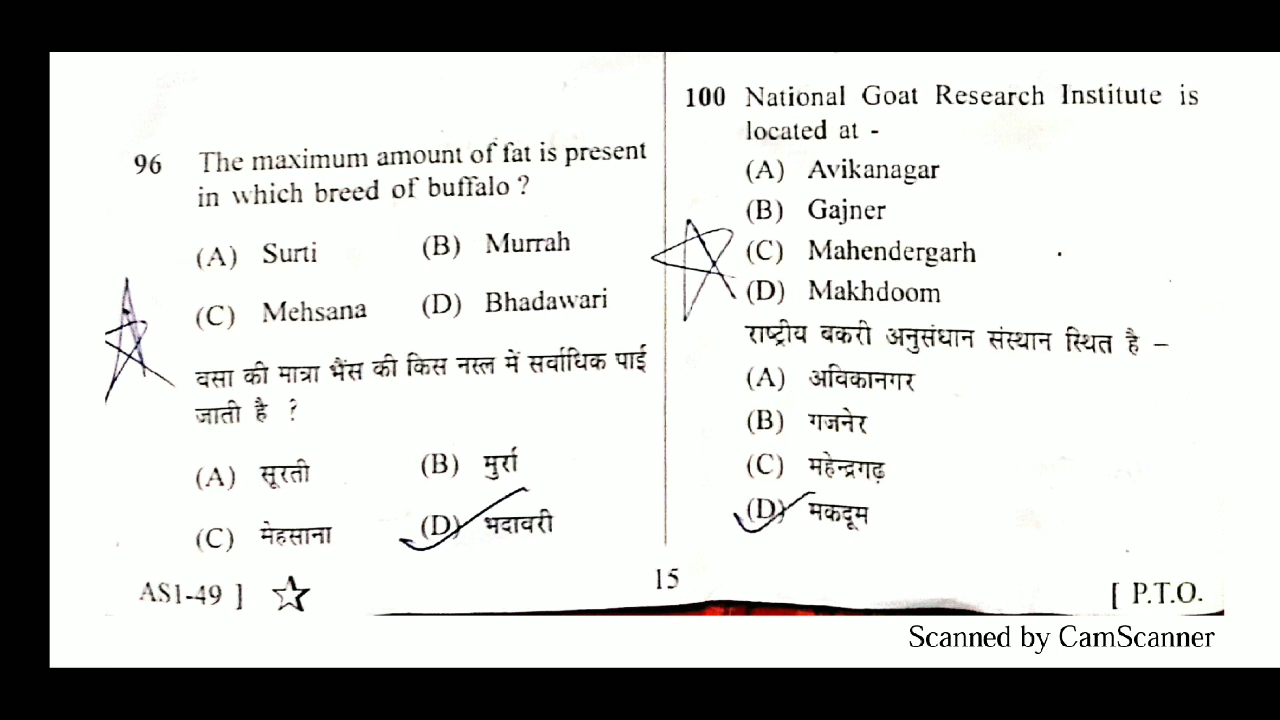 96 The maximum amount of fat is present
in which breed of buffalo ?
(A) Surti (B) Murrah
(C) Mehsana (D) Bhadawari
वसा की मात्रा भैंस की किस नस्ल में सर्वाधिक पाई
जाती है ?
(A) सूरती (B) मुर्रा
(C) मेहसाना (D) भदावरी
100 National Goat Research Institute is
located at -
(A) Avikanagar
(B) Gajner
(C) Mahendergarh
(D) Makhdoom
राष्ट्रीय बकरी अनुसंधान संस्थान स्थित है –
(A) अविकानगर
(B) गजनेर
(C) महेन्द्रगढ़
(D) मकदूम
AS1-49 ] 15 [ P.T.O.
Scanned by CamScanner